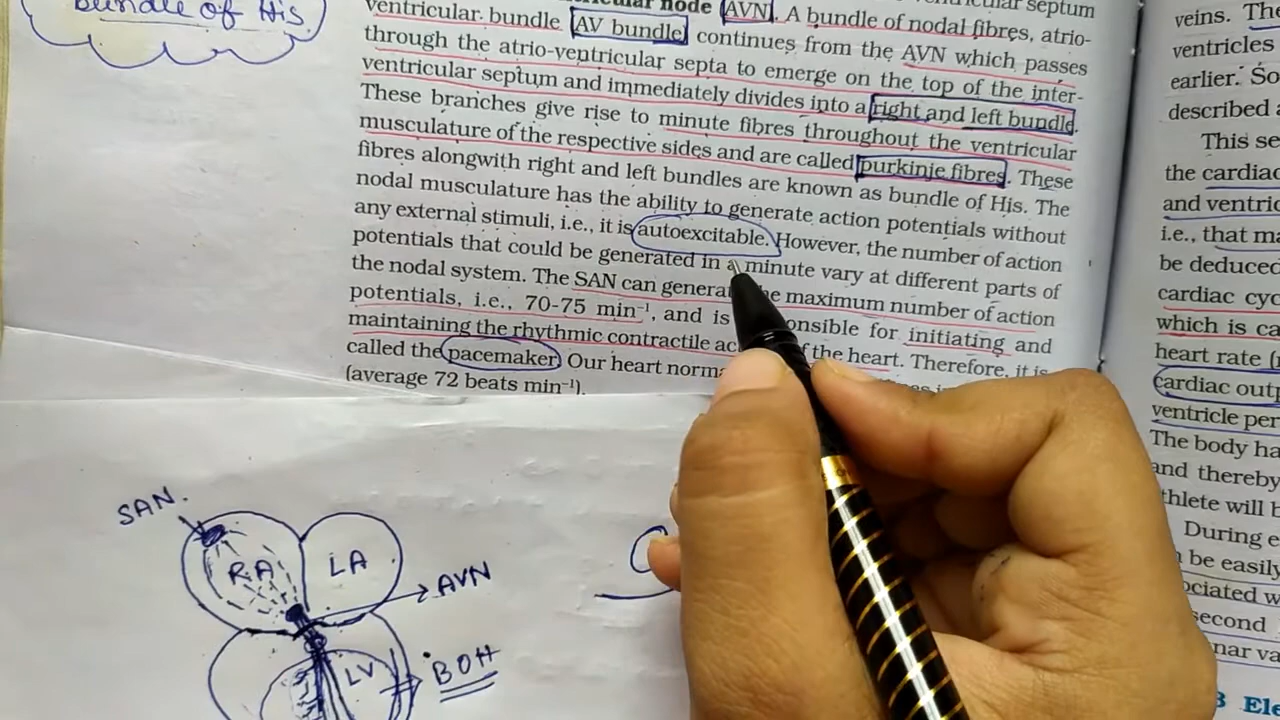 bundle of His
node (AVN). A bundle of nodal fibres, atrio-
ventricular bundle (AV bundle) continues from the AVN which passes
through the atrio-ventricular septa to emerge on the top of the inter-
ventricular septum and immediately divides into a right and left bundle.
These branches give rise to minute fibres throughout the ventricular
musculature of the respective sides and are called purkinje fibres. These
fibres alongwith right and left bundles are known as bundle of His. The
nodal musculature has the ability to generate action potentials without
any external stimuli, i.e., it is autoexcitable. However, the number of action
potentials that could be generated in a minute vary at different parts of
the nodal system. The SAN can maximum number of action
potentials, i.e., 70-75 min⁻¹, and is for initiating and
maintaining the rhythmic contractile the heart. Therefore, it is
called the pacemaker. Our heart
(average 72 beats min⁻¹).
SAN.
RA
LA
AVN
LV
BOH
septum
veins. The
ventricles
earlier. So
described
This se
the cardiac
and ventric
i.e., that
be deduced
cardiac cyc
which is ca
heart rate
cardiac outp
ventricle per
The body ha
and thereby
will
During
be easily
second